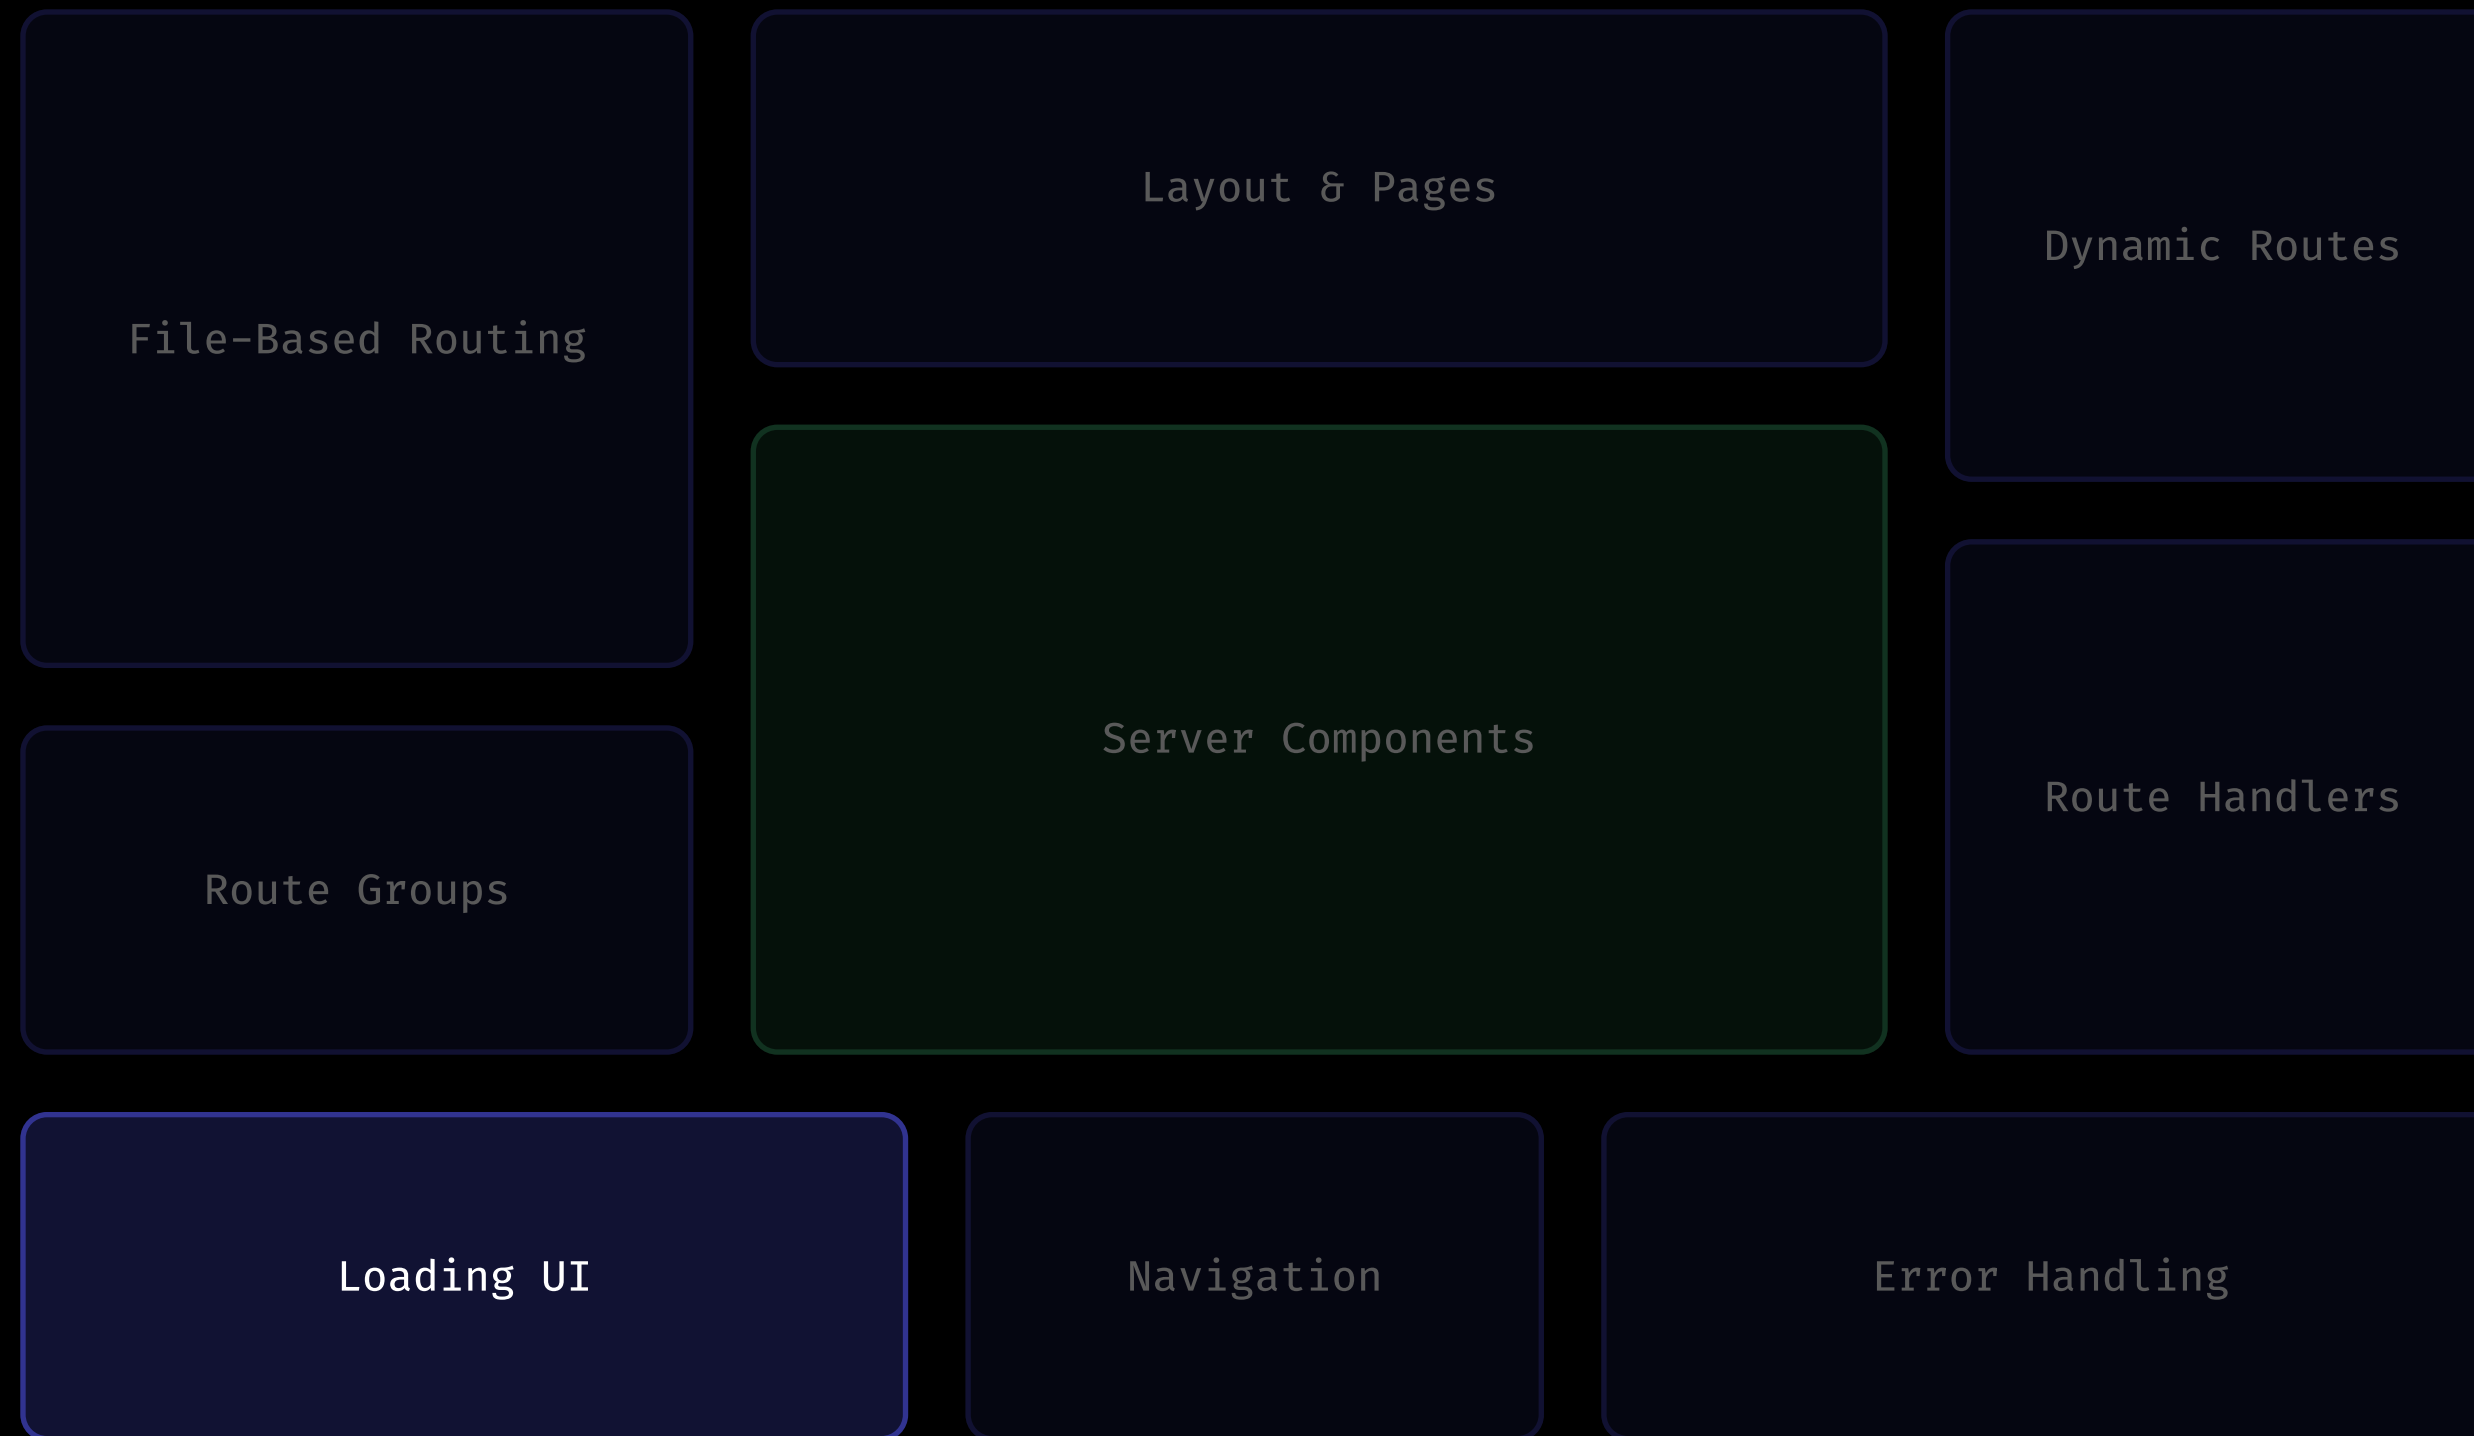 File-Based Routing
Layout & Pages
Dynamic Routes
Server Components
Route Groups
Route Handlers
Loading UI
Navigation
Error Handling